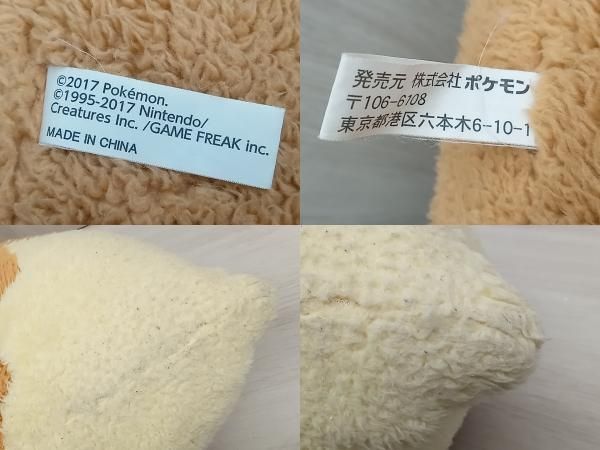 ©2017 Pokémon.
©1995-2017 Nintendo/
Creatures Inc. /GAME FREAK inc.
MADE IN CHINA
発売元 株式会社 ポケモン
〒106-6108
東京都港区六本木6-10-1